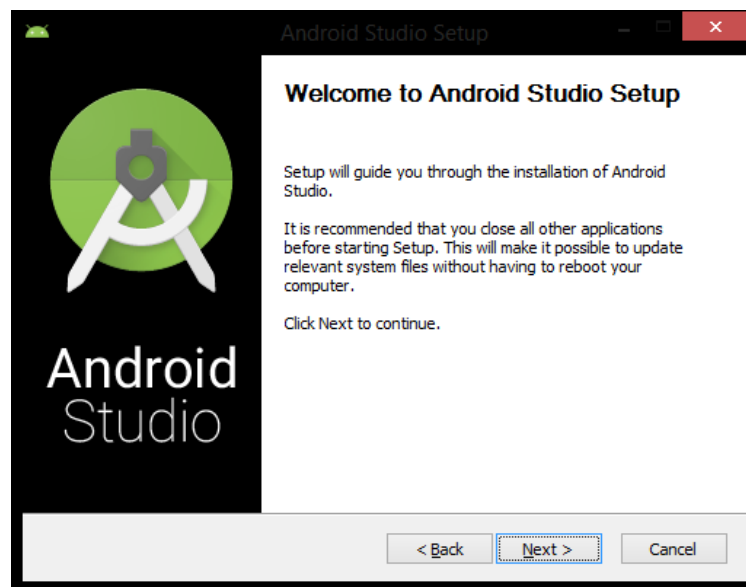 Android Studio Setup
Welcome to Android Studio Setup
Setup will guide you through the installation of Android
Studio.
It is recommended that you close all other applications
before starting Setup. This will make it possible to update
relevant system files without having to reboot your
computer.
Click Next to continue.
Android
Studio
< Back
Next >
Cancel